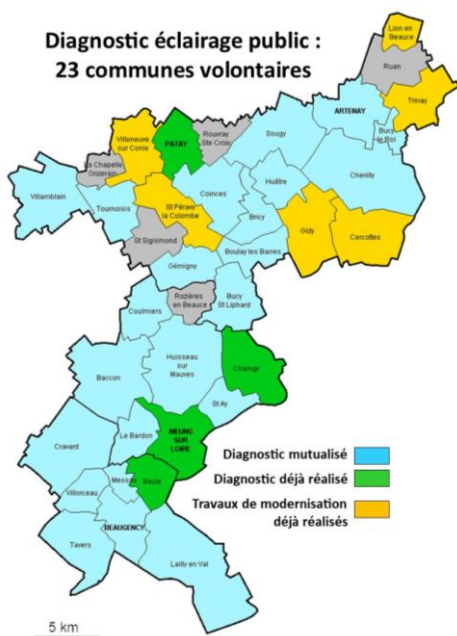 Diagnostic éclairage public :
23 communes volontaires
Lion en
Beauce
Ruan
Trinay
ARTENAY
Bucy
le Roi
Villeneuve
sur Conie
PATAY
Rouvray
Ste Croix
Sougy
Chevilly
La Chapelle
Onzerain
Villamblain
Tournoisis
St Péravy
la Colombe
Coinces
Huêtre
Bricy
St Sigismond
Gidy
Cercottes
Gémigny
Boulay les Barres
Rozières
en Beauce
Bucy
St Liphard
Coulmiers
Huisseau
sur
Mauves
Chaingy
Baccon
St Ay
Cravant
Le Bardon
MEUNG
SUR
LOIRE
Messas
Baule
Villorceau
BEAUGENCY
Tavers
Lailly en Val
Diagnostic mutualisé
Diagnostic déjà réalisé
Travaux de modernisation
déjà réalisés
5 km